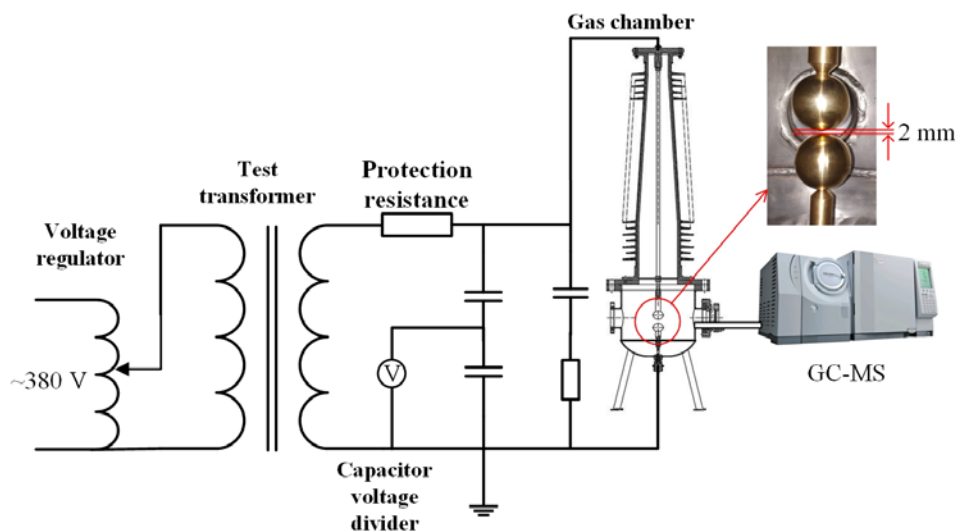 Gas chamber
2 mm
Test
transformer
Protection
resistance
Voltage
regulator
~380 V
V
GC-MS
Capacitor
voltage
divider